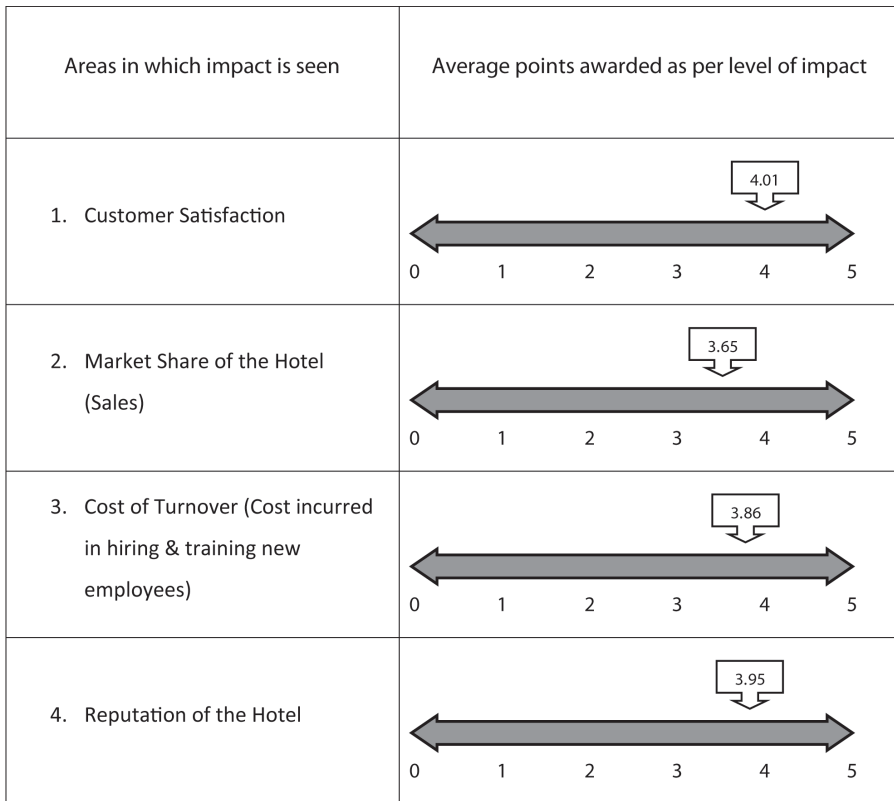 Areas in which impact is seen
Average points awarded as per level of impact
1. Customer Satisfaction
4.01
0 1 2 3 4 5
2. Market Share of the Hotel
(Sales)
3.65
0 1 2 3 4 5
3. Cost of Turnover (Cost incurred
in hiring & training new
employees)
3.86
0 1 2 3 4 5
4. Reputation of the Hotel
3.95
0 1 2 3 4 5